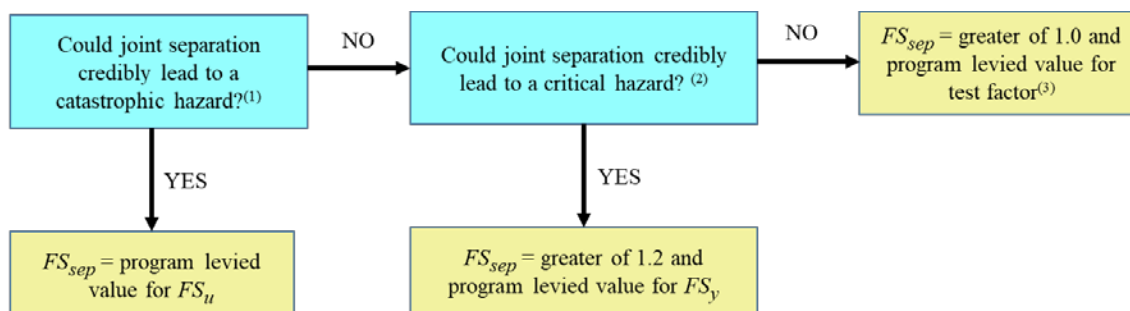 Could joint separation
credibly lead to a
catastrophic hazard?(1)
NO
Could joint separation credibly
lead to a critical hazard? (2)
NO
FSsep = greater of 1.0 and
program levied value for
test factor(3)
YES
YES
FSsep = program levied
value for FSu
FSsep = greater of 1.2 and
program levied value for FSy